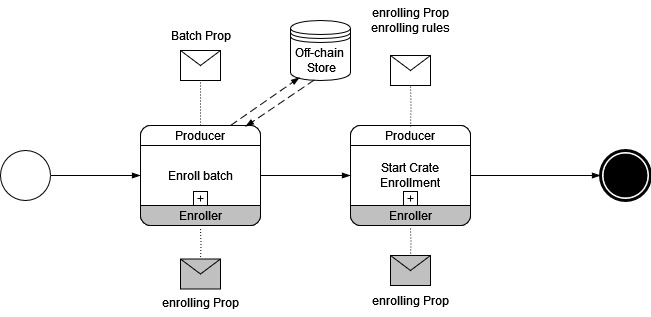 enrolling Prop
enrolling rules
Batch Prop
Off-chain
Store
Producer
Producer
Enroll batch
Start Crate
Enrollment
+
+
Enroller
Enroller
enrolling Prop
enrolling Prop